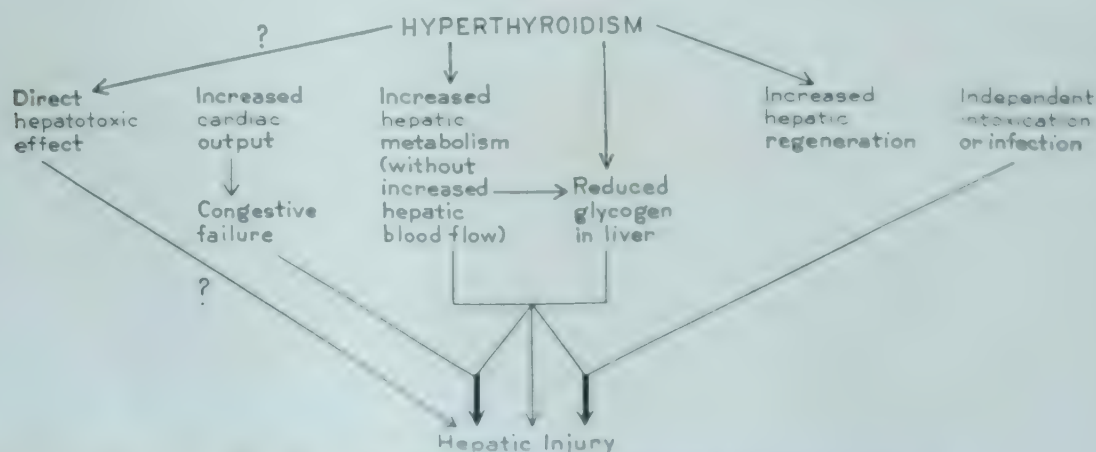 HYPERTHYROIDISM
?
Direct
hepatotoxic
effect
Increased
cardiac
output
Congestive
failure
Increased
hepatic
metabolism
(without
increased
hepatic
blood flow)
Reduced
glycogen
in liver
Increased
hepatic
regeneration
Independent
intoxication
or infection
?
Hepatic Injury